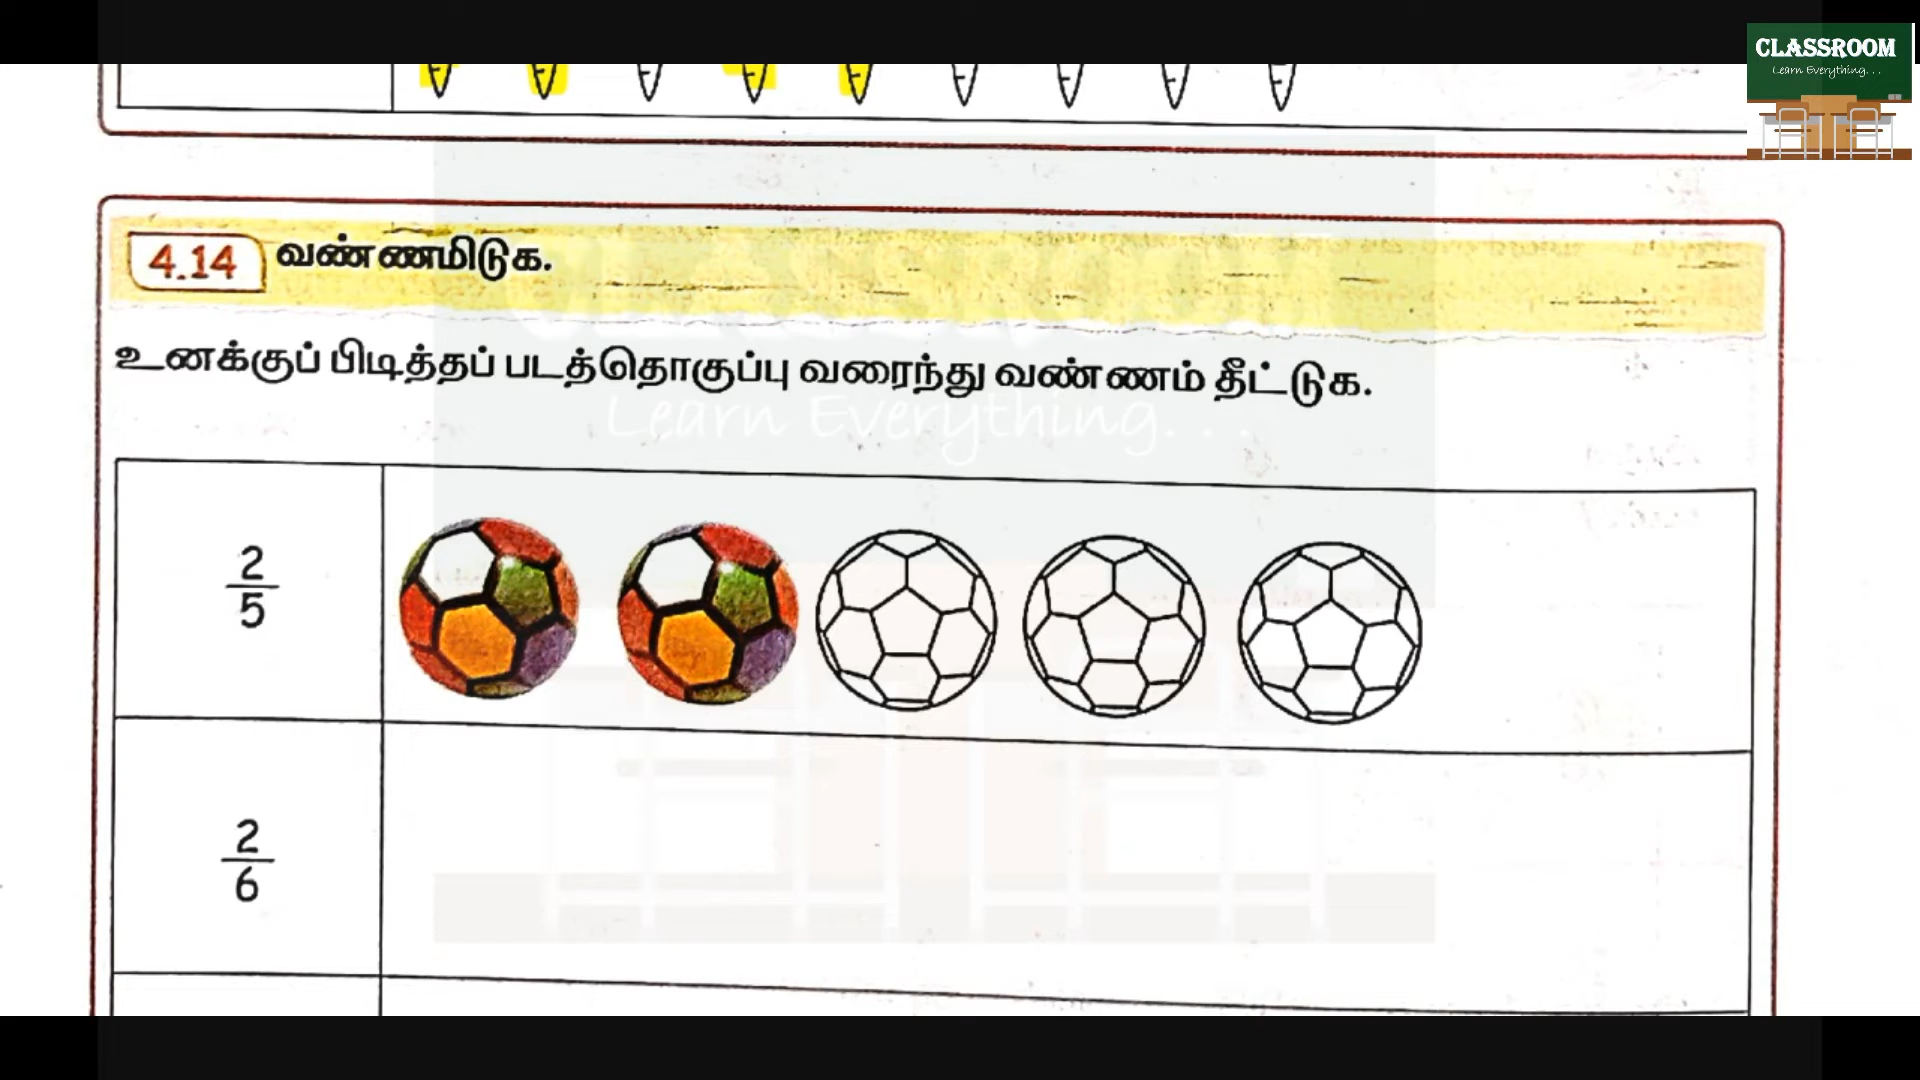 CLASSROOM
Learn Everything...
4.14 வண்ணமிடுக.
உனக்குப் பிடித்தப் படத்தொகுப்பு வரைந்து வண்ணம் தீட்டுக.
Learn Everything...
2
5
2
6